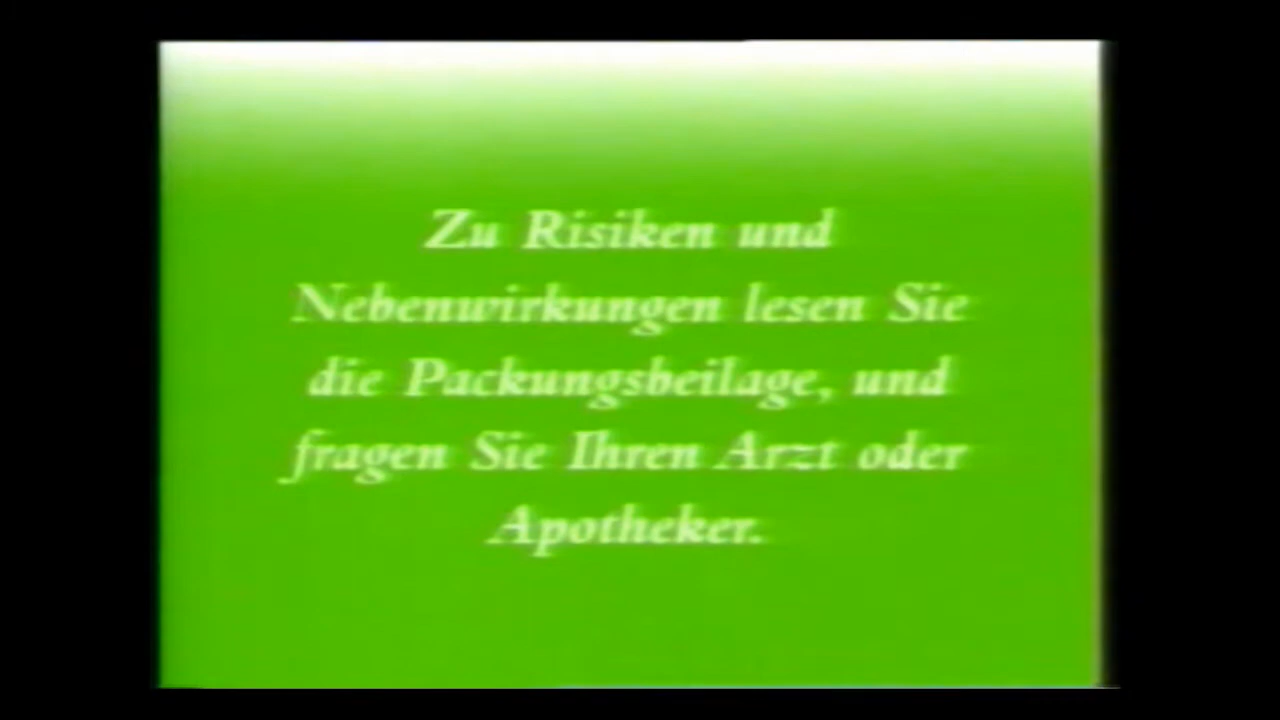 Zu Risiken und
Nebenwirkungen lesen Sie
die Packungsbeilage, und
fragen Sie Ihren Arzt oder
Apotheker.